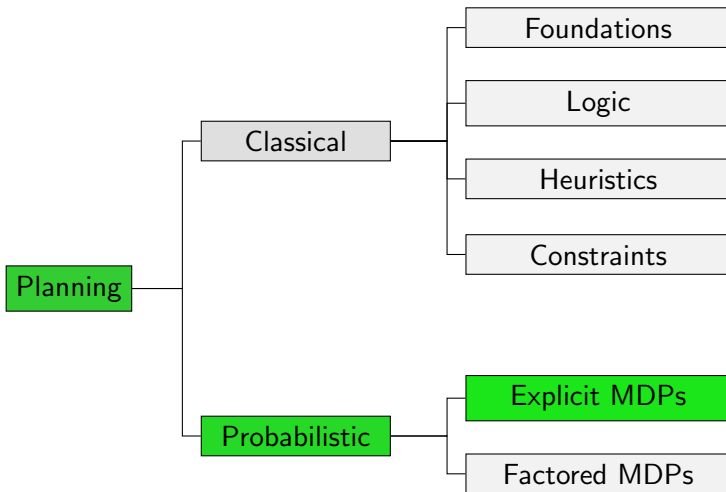 Planning
Classical
Foundations
Logic
Heuristics
Constraints
Probabilistic
Explicit MDPs
Factored MDPs